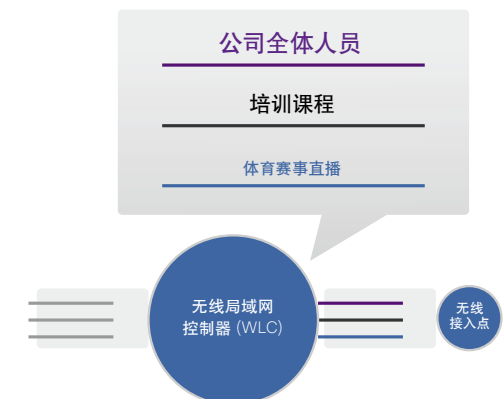 公司全体人员
培训课程
体育赛事直播
无线局域网
控制器 (WLC)
无线
接入点